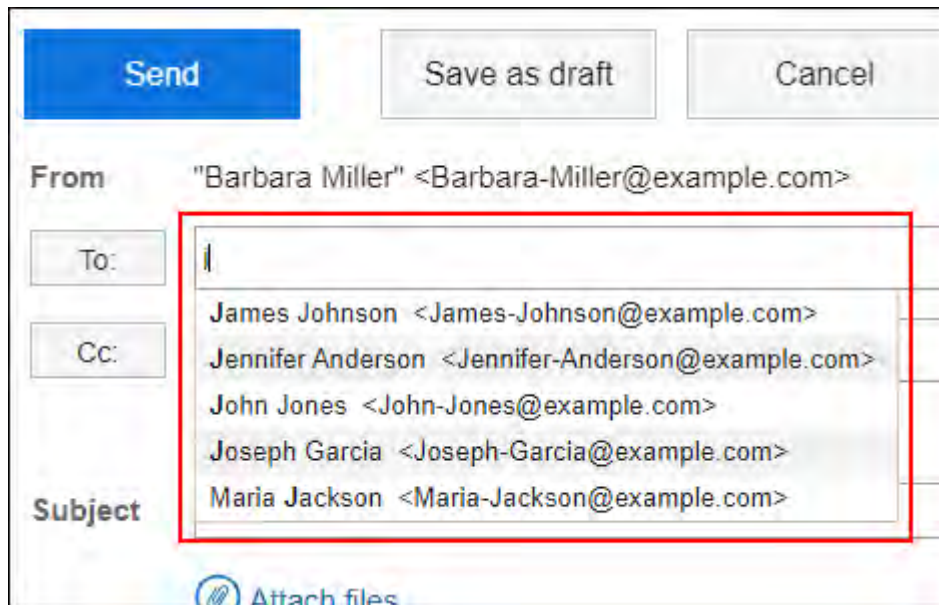 Send Save as draft Cancel
From "Barbara Miller" <Barbara-Miller@example.com>
To: j
James Johnson <James-Johnson@example.com>
Cc: Jennifer Anderson <Jennifer-Anderson@example.com>
John Jones <John-Jones@example.com>
Joseph Garcia <Joseph-Garcia@example.com>
Subject Maria Jackson <Maria-Jackson@example.com>
Attach files